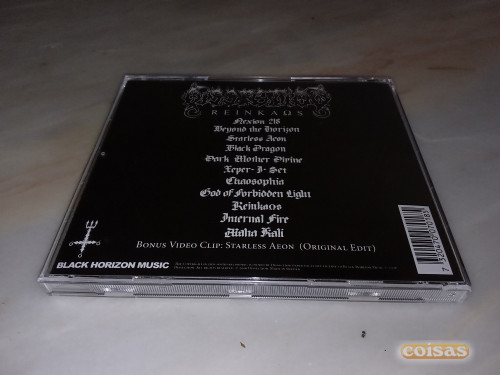 REINKAΩS
Nexion 218
Beyond the Horizon
Starless Aeon
Black Dragon
Dark Mother Divine
Xeper-I-Set
Chaosophia
God of Forbidden Light
Reinkaos
Internal Fire
Maha Kali
BONUS VIDEO CLIP: STARLESS AEON (ORIGINAL EDIT)
BLACK HORIZON MUSIC
coisas